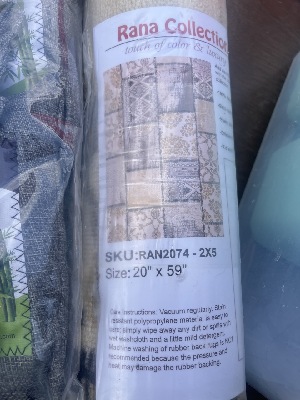 Rana Collection
touch of color &
SKU:RAN2074 - 2X5
Size: 20" x 59"
Care Instructions: Vacuum regularly. Stain
resistant polypropylene material is easy to
simply wipe away any dirt or spills with
wet washcloth and a little mild detergent.
Machine washing of rubber back rugs is NOT
recommended because the pressure and
heat may damage the rubber backing.